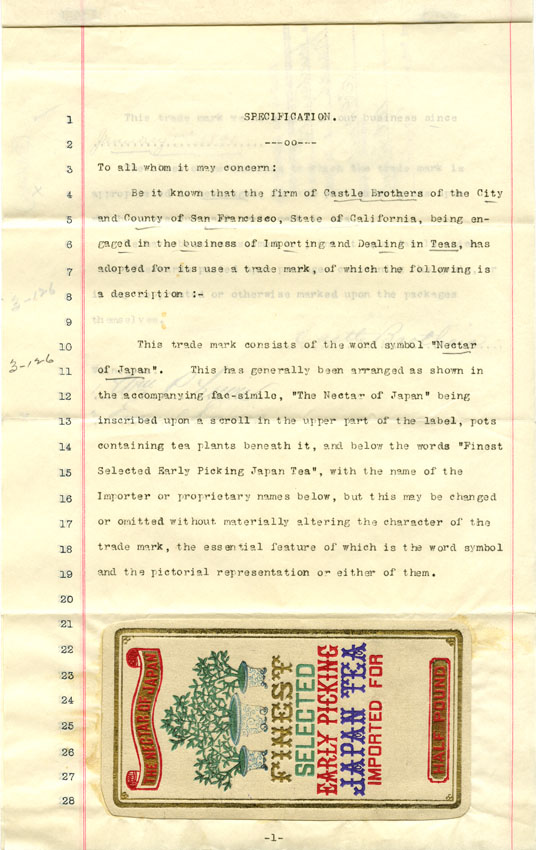 1 SPECIFICATION.
2 ---oo---
3 To all whom it may concern:
4 Be it known that the firm of Castle Brothers of the City
5 and County of San Francisco, State of California, being en-
6 gaged in the business of Importing and Dealing in Teas, has
7 adopted for its use a trade mark, of which the following is
8 a description :-
3-126
9
10 This trade mark consists of the word symbol "Nectar
3-126
11 of Japan". This has generally been arranged as shown in
12 the accompanying fac-simile, "The Nectar of Japan" being
13 inscribed upon a scroll in the upper part of the label, pots
14 containing tea plants beneath it, and below the words "Finest
15 Selected Early Picking Japan Tea", with the name of the
16 Importer or proprietary names below, but this may be changed
17 or omitted without materially altering the character of the
18 trade mark, the essential feature of which is the word symbol
19 and the pictorial representation or either of them.
20
21
22
23
24
25
26
27
28
THE NECTAR OF JAPAN
FINEST
SELECTED
EARLY PICKING
JAPAN TEA
IMPORTED FOR
HALF POUND
-1-